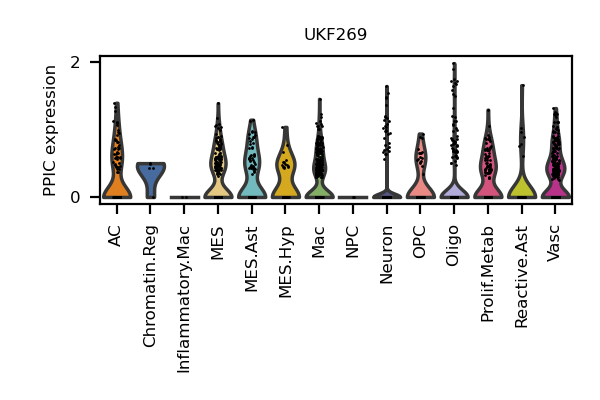 UKF269
PPIC expression
2
0
AC
Chromatin.Reg
Inflammatory.Mac
MES
MES.Ast
MES.Hyp
Mac
NPC
Neuron
OPC
Oligo
Prolif.Metab
Reactive.Ast
Vasc